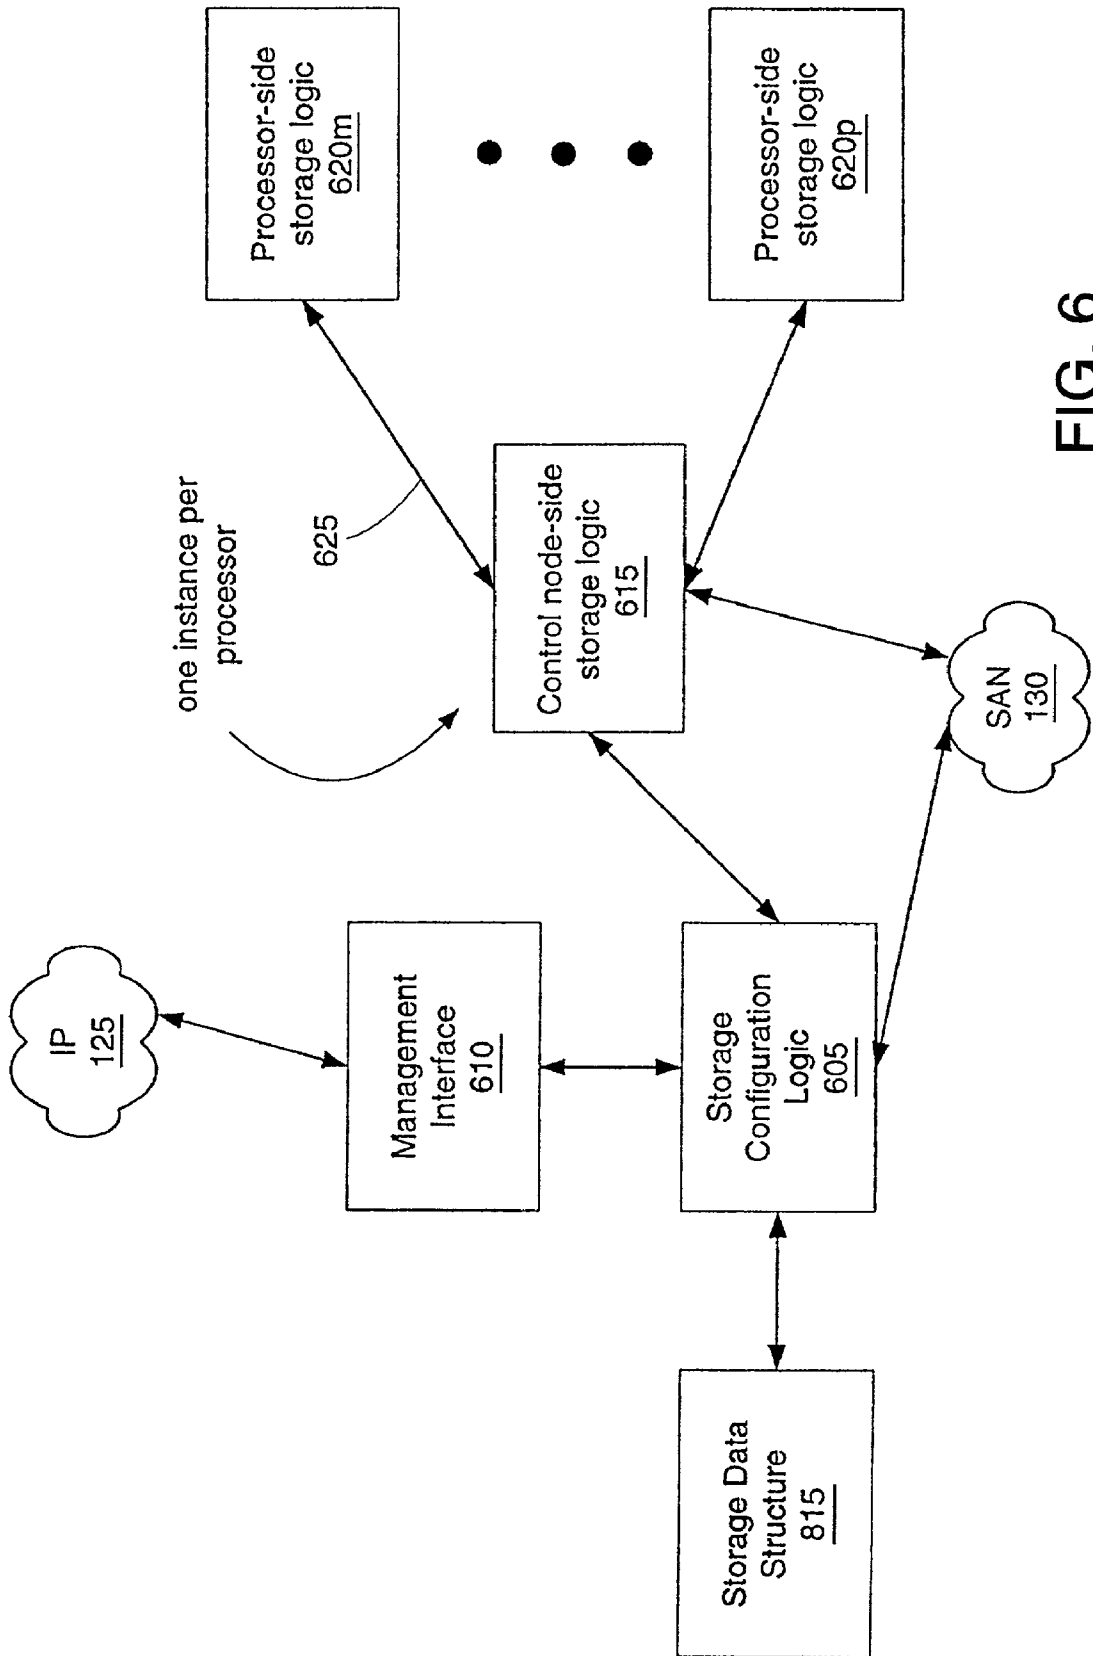 IP
125
Management
Interface
610
Storage Data
Structure
815
Storage
Configuration
Logic
605
one instance per
processor
625
Control node-side
storage logic
615
SAN
130
Processor-side
storage logic
620m
Processor-side
storage logic
620p
FIG. 6